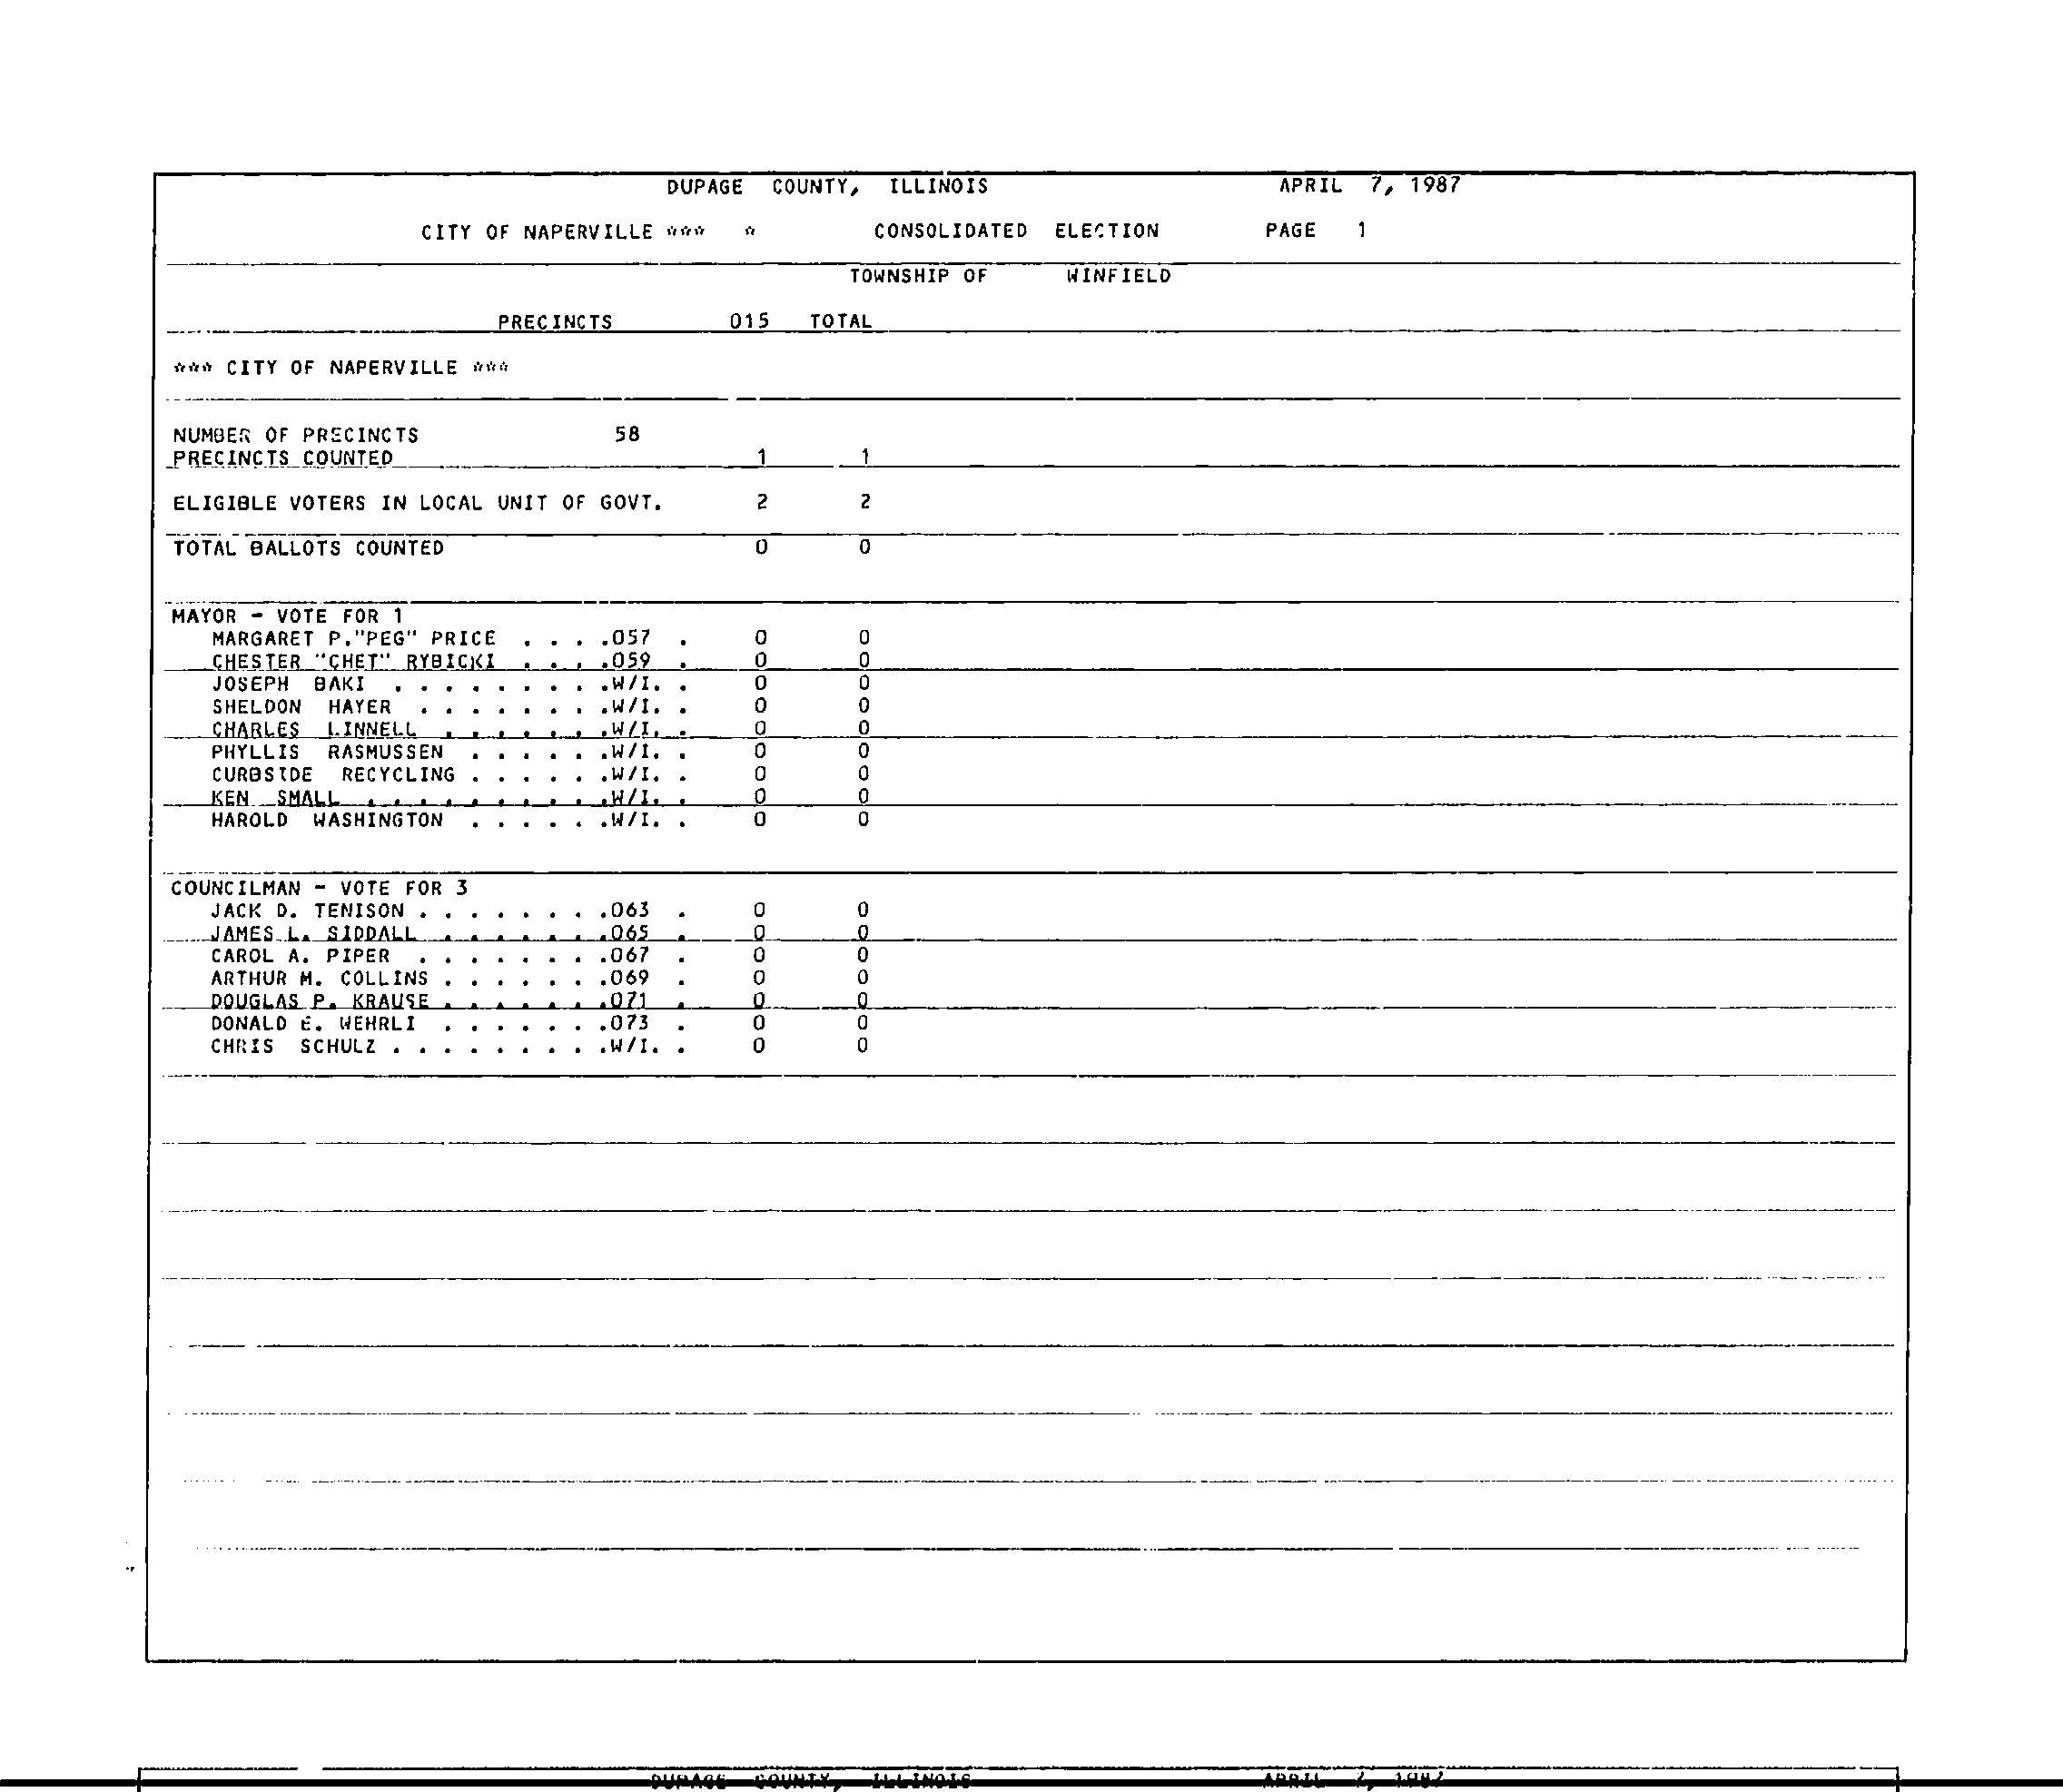 DUPAGE COUNTY, ILLINOIS APRIL 7, 1987
CITY OF NAPERVILLE *** * CONSOLIDATED ELECTION PAGE 1
TOWNSHIP OF WINFIELD
PRECINCTS 015 TOTAL
*** CITY OF NAPERVILLE ***
NUMBER OF PRECINCTS 58
PRECINCTS COUNTED 1 1
ELIGIBLE VOTERS IN LOCAL UNIT OF GOVT. 2 2
TOTAL BALLOTS COUNTED 0 0
MAYOR - VOTE FOR 1
MARGARET P."PEG" PRICE . . . .057 . 0 0
CHESTER "CHET" RYBICKI . . . .059 . 0 0
JOSEPH BAKI . . . . . . . . .W/I. . 0 0
SHELDON HAYER . . . . . . . .W/I. . 0 0
CHARLES LINNELL . . . . . . .W/I. . 0 0
PHYLLIS RASMUSSEN . . . . . .W/I. . 0 0
CURBSIDE RECYCLING . . . . . .W/I. . 0 0
KEN SMALL . . . . . . . . . .W/I. . 0 0
HAROLD WASHINGTON . . . . . .W/I. . 0 0
COUNCILMAN - VOTE FOR 3
JACK D. TENISON . . . . . . . .063 . 0 0
JAMES L. SIDDALL . . . . . . .065 . 0 0
CAROL A. PIPER . . . . . . . .067 . 0 0
ARTHUR M. COLLINS . . . . . . .069 . 0 0
DOUGLAS P. KRAUSE . . . . . . .071 . 0 0
DONALD E. WEHRLI . . . . . . .073 . 0 0
CHRIS SCHULZ . . . . . . . . .W/I. . 0 0
DUPAGE COUNTY, ILLINOIS APRIL 7, 1987